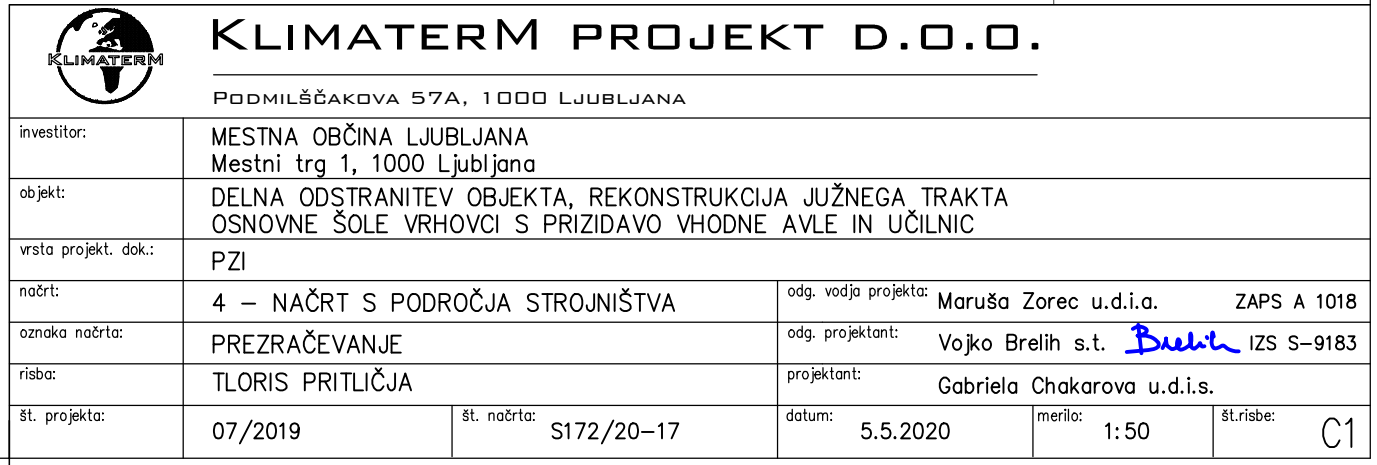 KLIMATERM
KLIMATERM PROJEKT D.O.O.
PODMILŠČAKOVA 57A, 1000 LJUBLJANA
investitor: MESTNA OBČINA LJUBLJANA
Mestni trg 1, 1000 Ljubljana
objekt: DELNA ODSTRANITEV OBJEKTA, REKONSTRUKCIJA JUŽNEGA TRAKTA
OSNOVNE ŠOLE VRHOVCI S PRIZIDAVO VHODNE AVLE IN UČILNIC
vrsta projekt. dok.: PZI
načrt: 4 – NAČRT S PODROČJA STROJNIŠTVA odg. vodja projekta: Maruša Zorec u.d.i.a. ZAPS A 1018
oznaka načrta: PREZRAČEVANJE odg. projektant: Vojko Brelih s.t. Brelih IZS S–9183
risba: TLORIS PRITLIČJA projektant: Gabriela Chakarova u.d.i.s.
št. projekta: 07/2019 št. načrta: S172/20–17 datum: 5.5.2020 merilo: 1:50 št.risbe: C1